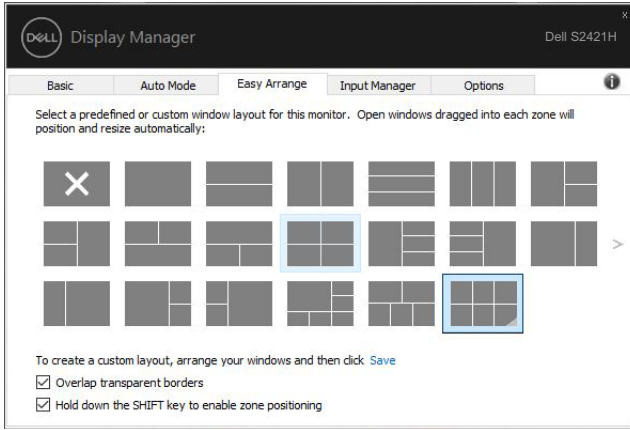 x
DELL Display Manager Dell S2421H
Basic Auto Mode Easy Arrange Input Manager Options i
Select a predefined or custom window layout for this monitor. Open windows dragged into each zone will
position and resize automatically:
>
To create a custom layout, arrange your windows and then click Save
Overlap transparent borders
Hold down the SHIFT key to enable zone positioning